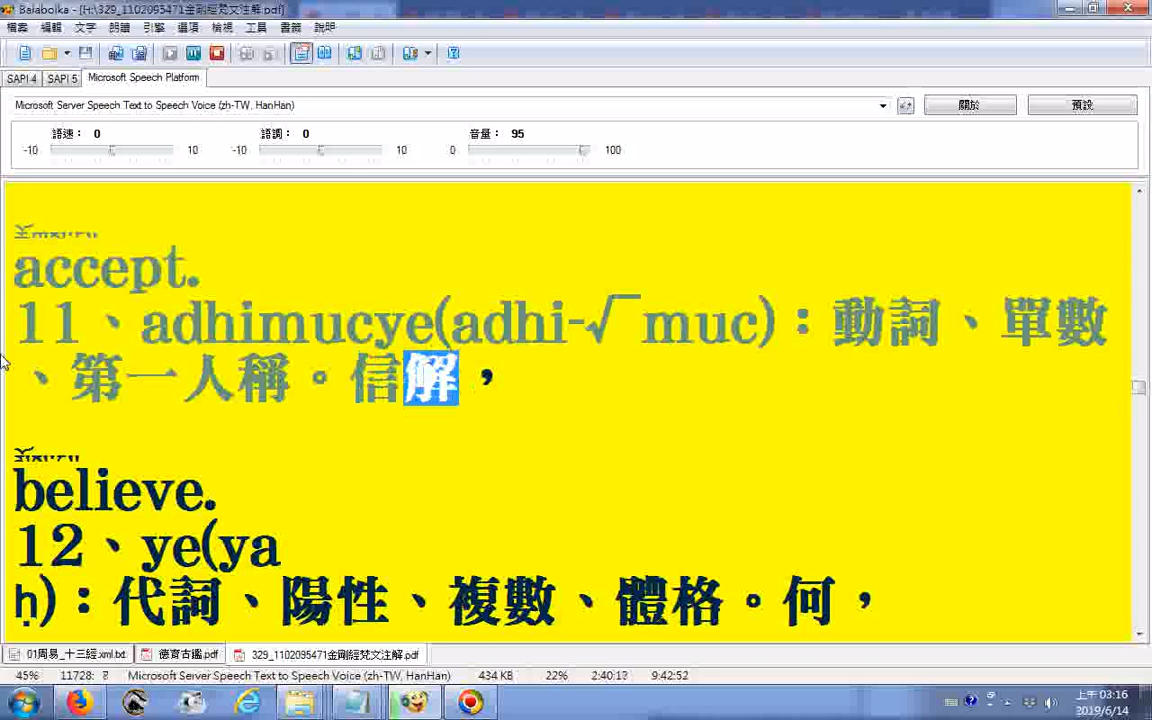 Balabolka - [H:\329_1102095471金剛經梵文注解.pdf]
檔案 編輯 文字 朗讀 引擎 選項 檢視 工具 書籤 說明
SAPI 4 SAPI 5 Microsoft Speech Platform
Microsoft Server Speech Text to Speech Voice (zh-TW, HanHan)
關於 預設
語速： 0 語調： 0 音量： 95
-10 10 -10 10 0 100
accept.
11、adhimucye(adhi-√ muc)：動詞、單數
、第一人稱。信解，
believe.
12、ye(ya
ḥ)：代詞、陽性、複數、體格。何，
01周易_十三經.xml.txt 德育古鑑.pdf 329_1102095471金剛經梵文注解.pdf
45% 11728: 8 Microsoft Server Speech Text to Speech Voice (zh-TW, HanHan) 434 KB 22% 2:40:13 9:42:52
上午 03:16
2019/6/14